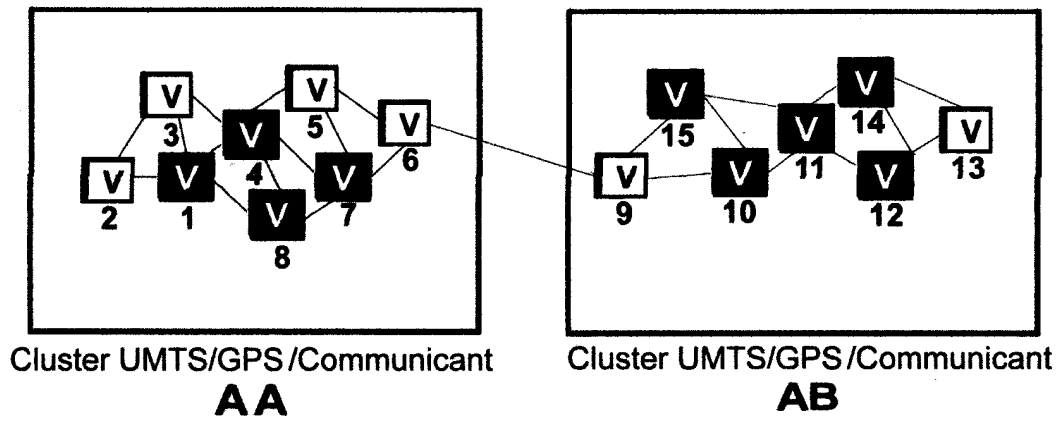 V
3
V
5
V
4
V
6
V
2
V
1
V
7
V
8
V
15
V
14
V
11
V
13
V
9
V
10
V
12
Cluster UMTS/GPS/Communicant
AA
Cluster UMTS/GPS/Communicant
AB